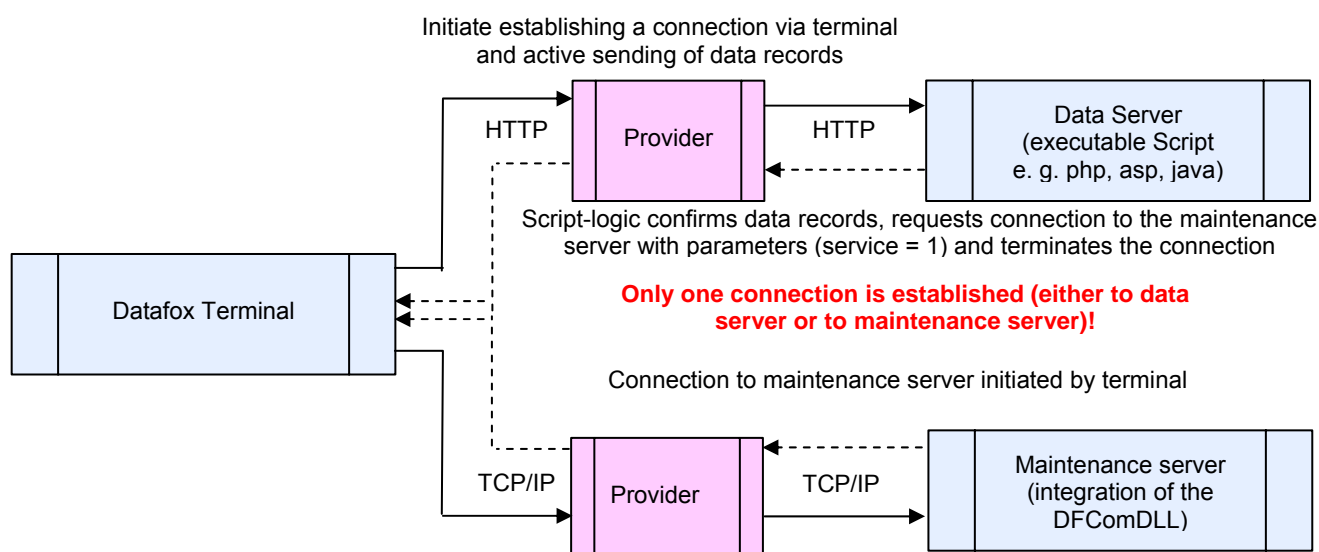 Initiate establishing a connection via terminal
and active sending of data records
HTTP
Provider
HTTP
Data Server
(executable Script
e. g. php, asp, java)
Script-logic confirms data records, requests connection to the maintenance
server with parameters (service = 1) and terminates the connection
Datafox Terminal
Only one connection is established (either to data
server or to maintenance server)!
Connection to maintenance server initiated by terminal
TCP/IP
Provider
TCP/IP
Maintenance server
(integration of the
DFComDLL)